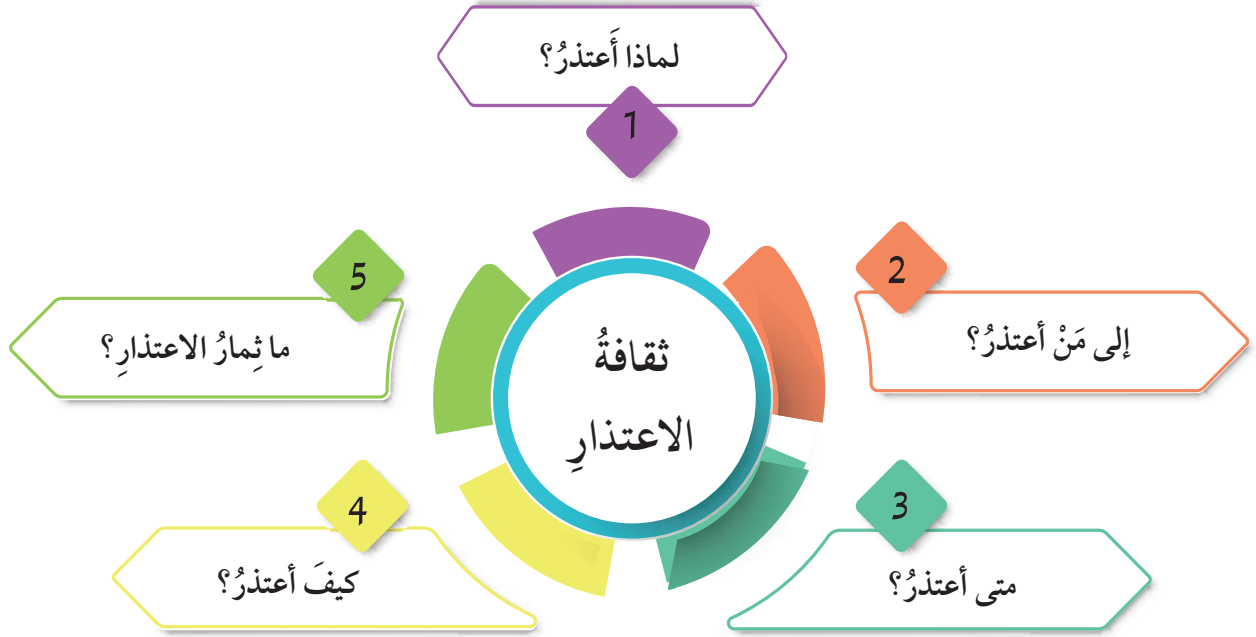 ثقافةُ
الاعتذارِ
1
لماذا أَعتذرُ؟
2
إلى مَنْ أعتذرُ؟
3
متى أعتذرُ؟
4
كيفَ أعتذرُ؟
5
ما ثِمارُ الاعتذارِ؟